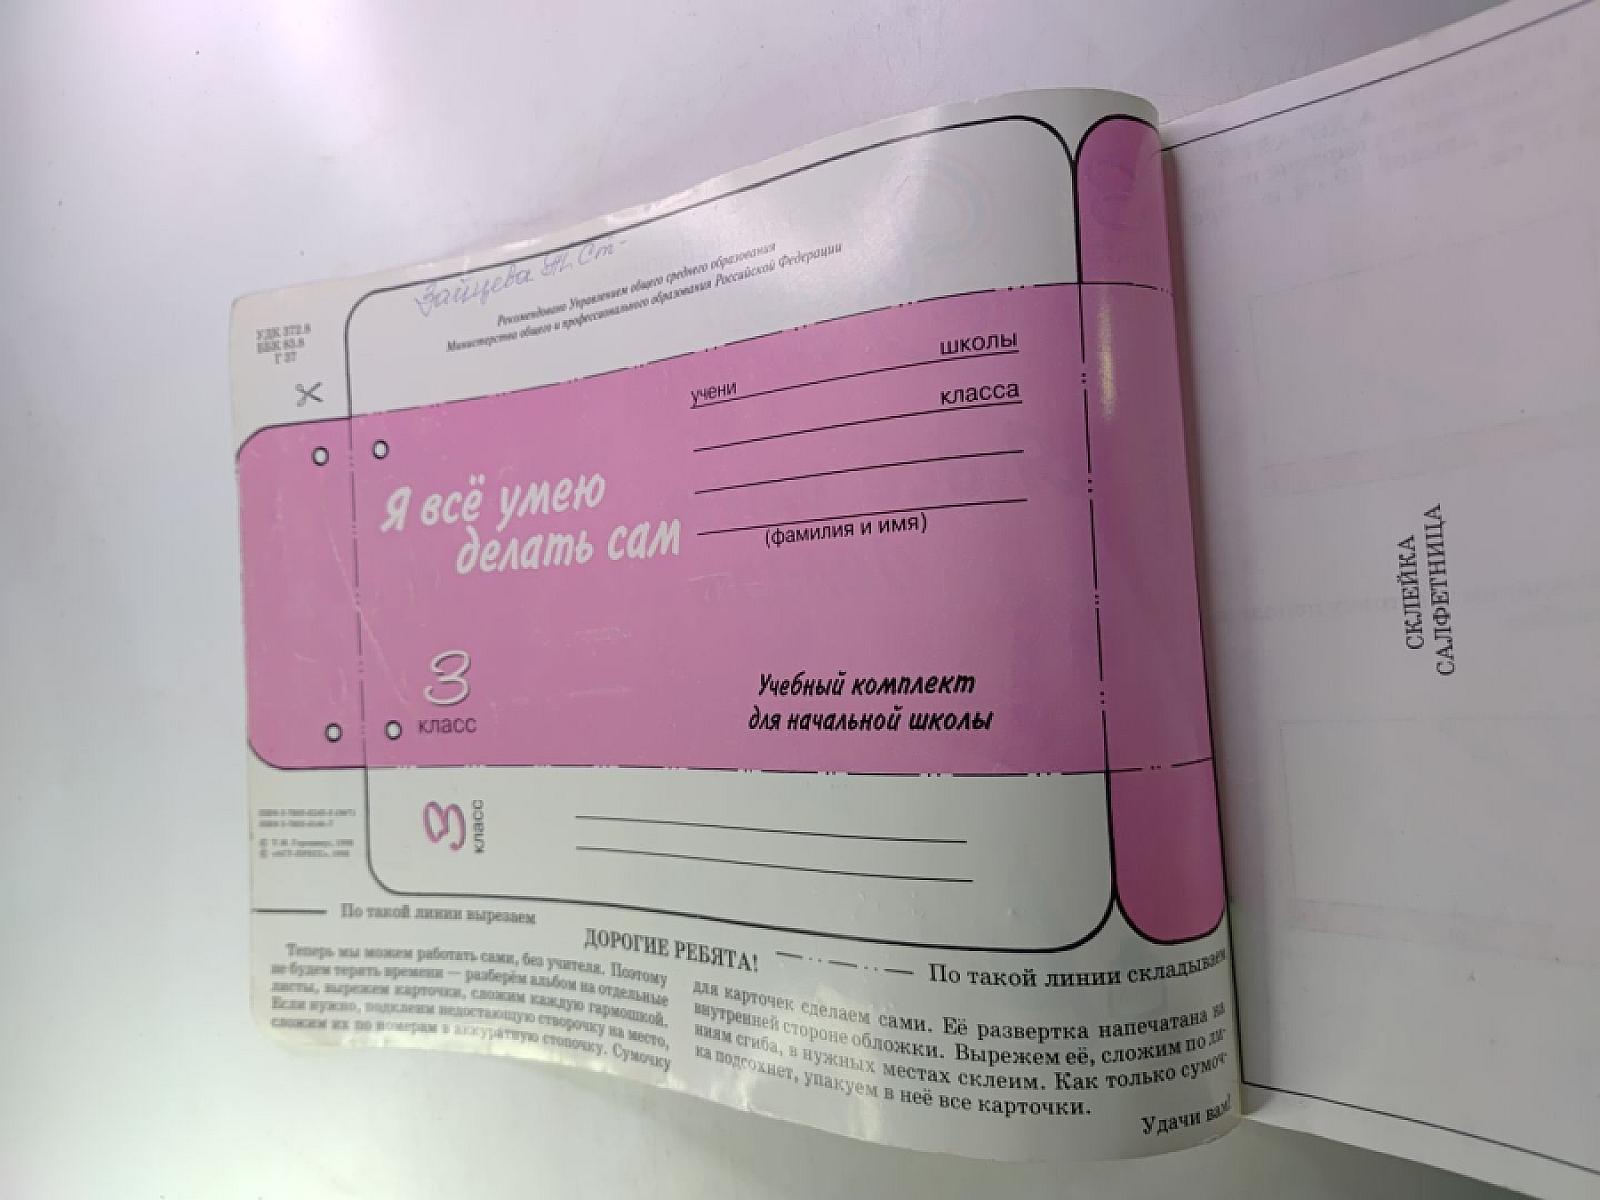 Зайцева
Рекомендовано Управлением общего среднего образования
Министерства общего и профессионального образования Российской Федерации
УДК 372.8
ББК 85.8
Г 37
школы
учени
класса
(фамилия и имя)
Я всё умею
делать сам
3
класс
Учебный комплект
для начальной школы
3
класс
По такой линии вырезаем
ДОРОГИЕ РЕБЯТА!
По такой линии складываем
Теперь мы можем работать сами, без учителя. Поэтому
не будем терять времени — разберём альбом на отдельные
листы, вырежем карточки, сложим каждую гармошкой.
Если нужно, подклеим недостающую створочку на место,
сложим их по номерам в аккуратную стопочку. Сумочку
для карточек сделаем сами. Её развертка напечатана на
внутренней стороне обложки. Вырежем её, сложим по ли-
ниям сгиба, в нужных местах склеим. Как только сумоч-
ка подсохнет, упакуем в неё все карточки.
Удачи вам!
СКЛЕЙКА
САЛФЕТНИЦА